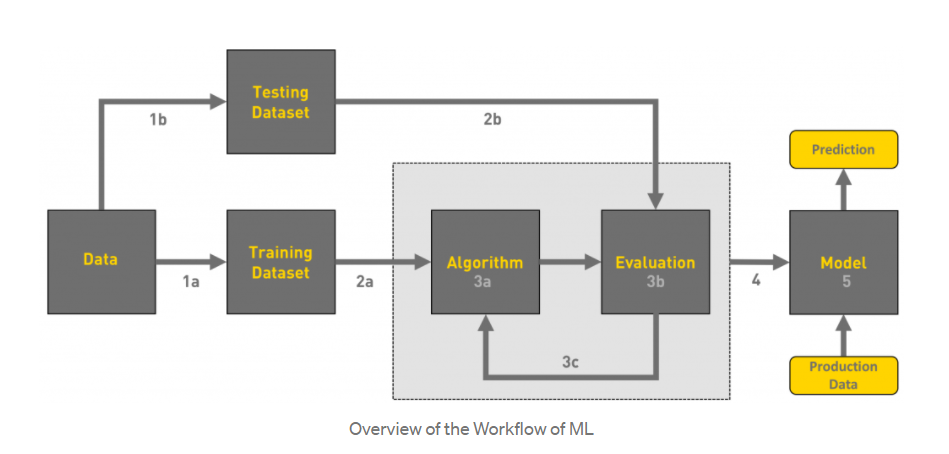 Testing
Dataset
1b
2b
Prediction
Data
1a
Training
Dataset
2a
Algorithm
3a
Evaluation
3b
4
Model
5
3c
Production
Data
Overview of the Workflow of ML